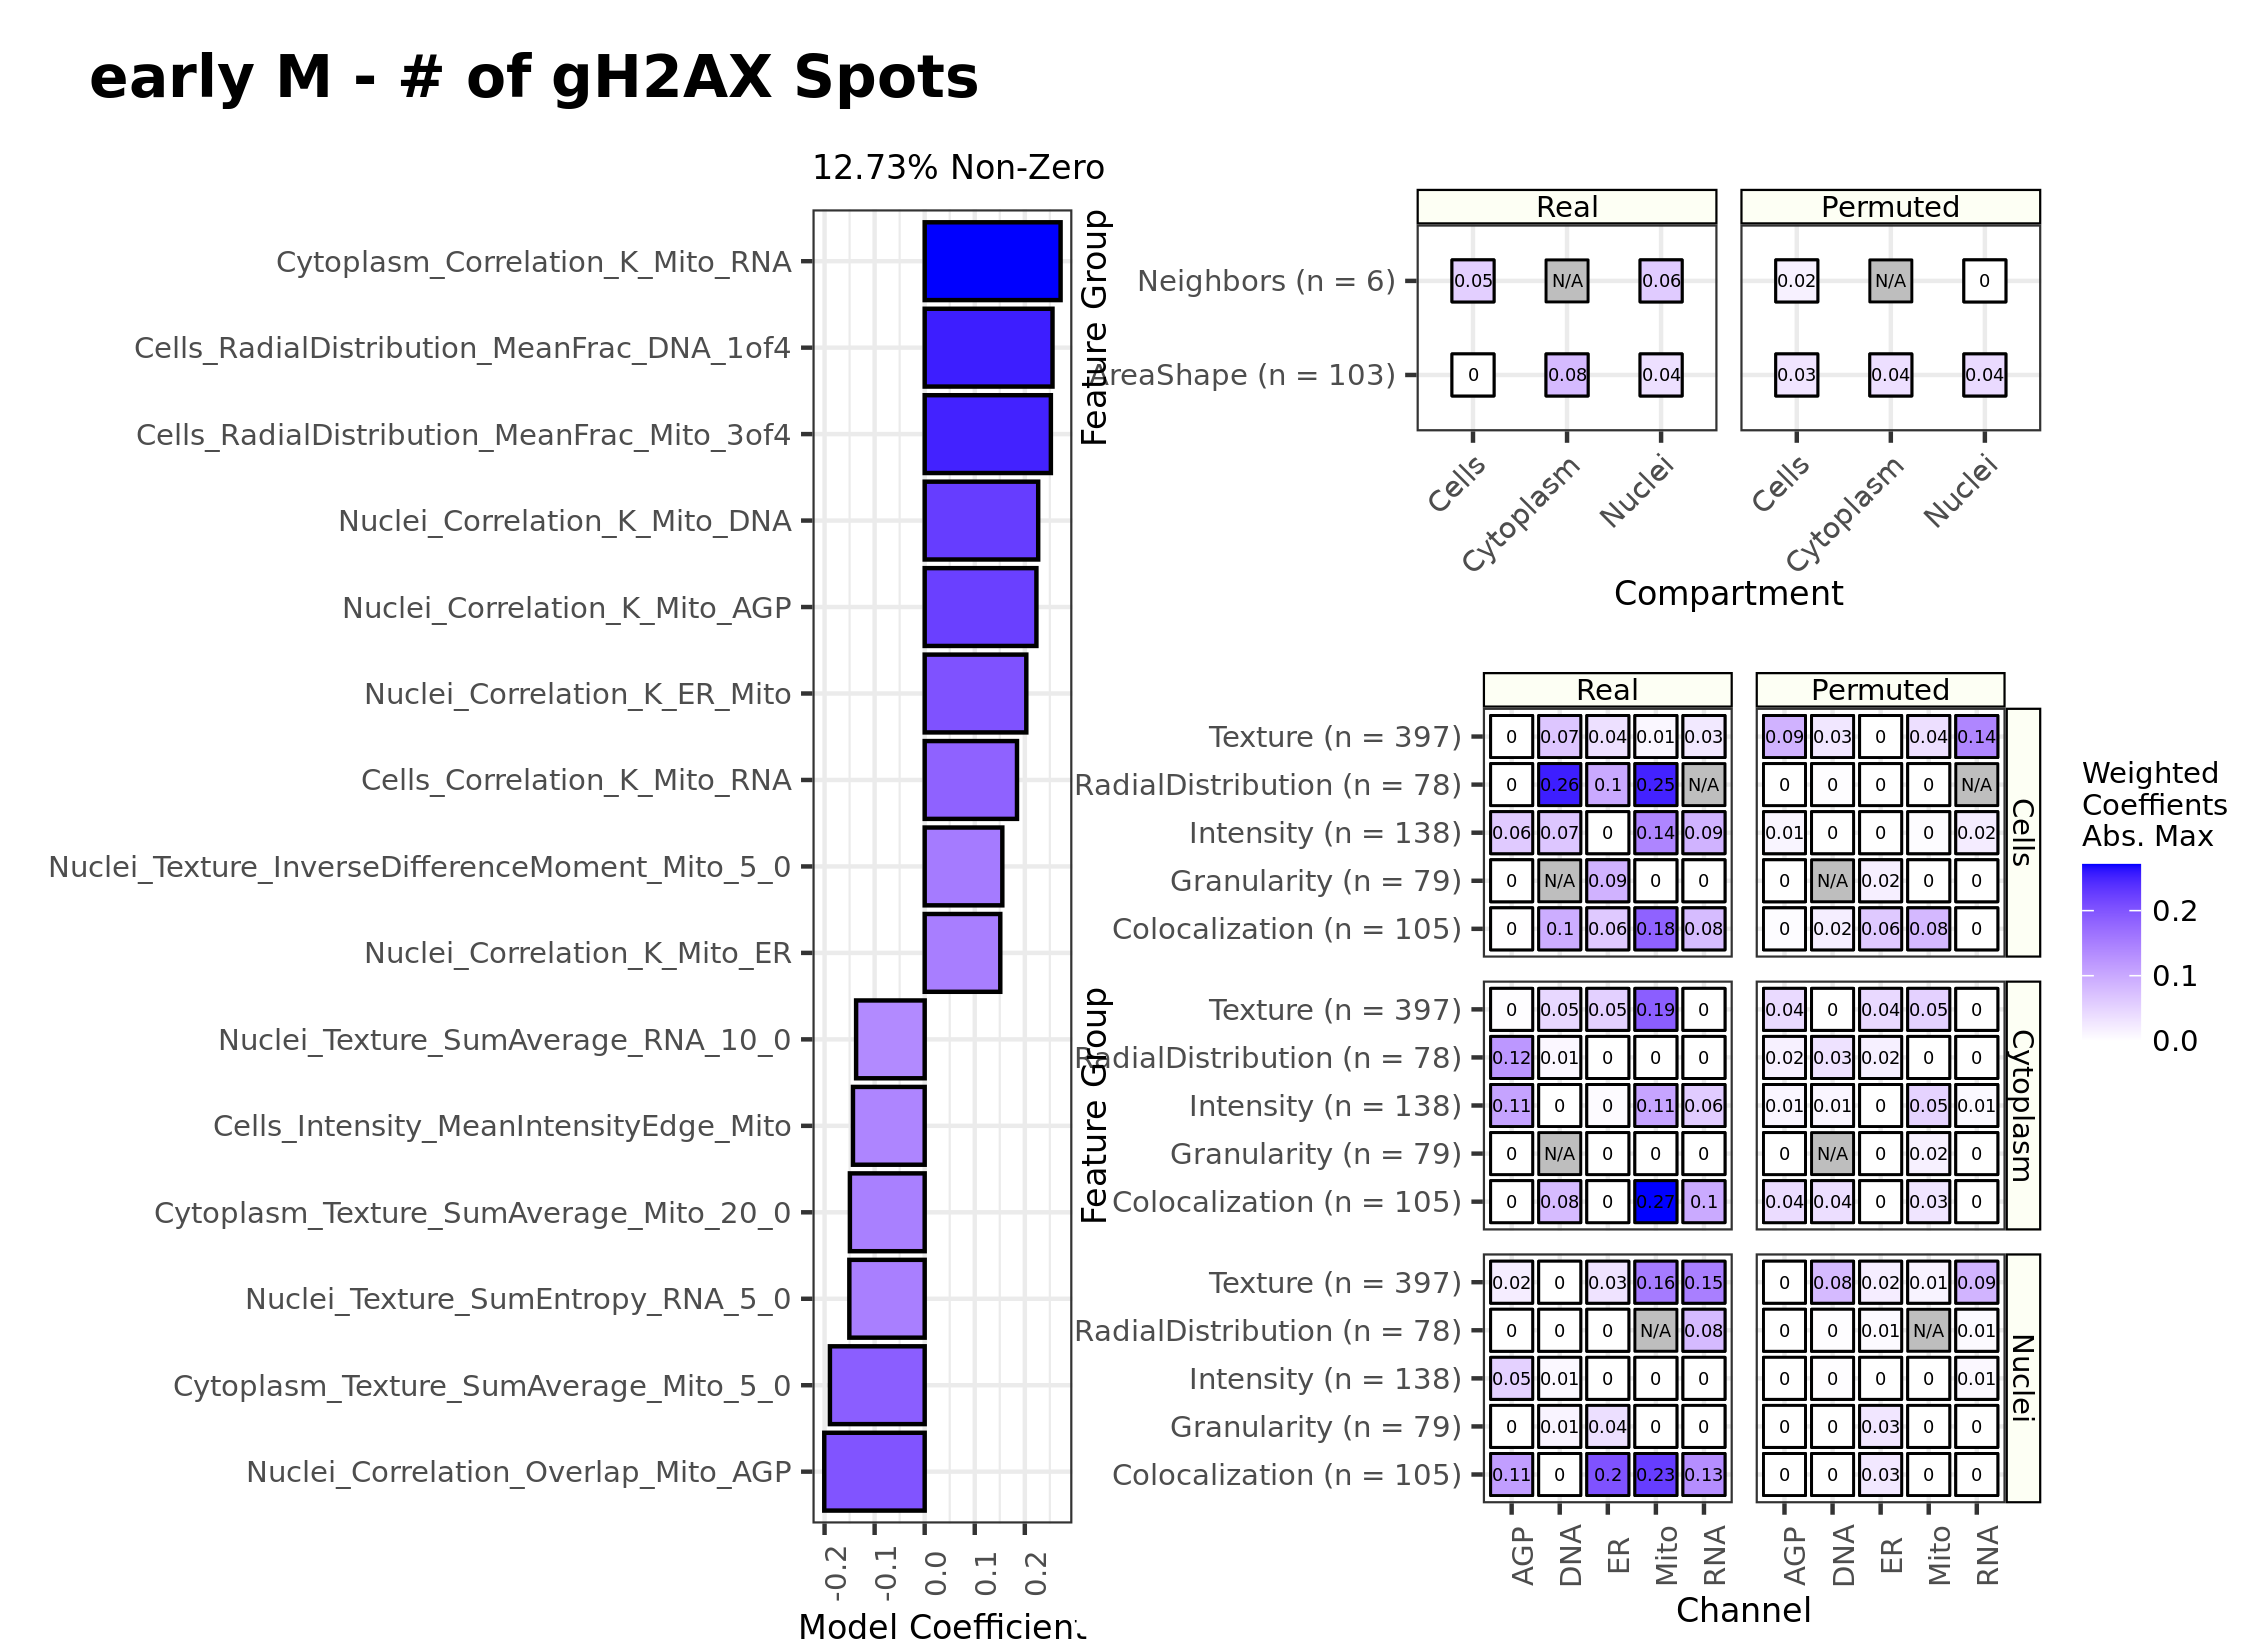 early M - # of gH2AX Spots
12.73% Non-Zero
Cytoplasm_Correlation_K_Mito_RNA
Cells_RadialDistribution_MeanFrac_DNA_1of4
Cells_RadialDistribution_MeanFrac_Mito_3of4
Nuclei_Correlation_K_Mito_DNA
Nuclei_Correlation_K_Mito_AGP
Nuclei_Correlation_K_ER_Mito
Cells_Correlation_K_Mito_RNA
Nuclei_Texture_InverseDifferenceMoment_Mito_5_0
Nuclei_Correlation_K_Mito_ER
Nuclei_Texture_SumAverage_RNA_10_0
Cells_Intensity_MeanIntensityEdge_Mito
Cytoplasm_Texture_SumAverage_Mito_20_0
Nuclei_Texture_SumEntropy_RNA_5_0
Cytoplasm_Texture_SumAverage_Mito_5_0
Nuclei_Correlation_Overlap_Mito_AGP
-0.2 -0.1 0.0 0.1 0.2
Model Coefficient
Feature Group
Real Permuted
Neighbors (n = 6) 0.05 N/A 0.06 0.02 N/A 0
AreaShape (n = 103) 0 0.08 0.04 0.03 0.04 0.04
Cells Cytoplasm Nuclei Cells Cytoplasm Nuclei
Compartment
Feature Group
Real Permuted
Texture (n = 397) 0 0.07 0.04 0.01 0.03 0.09 0.03 0 0.04 0.14
RadialDistribution (n = 78) 0 0.26 0.1 0.25 N/A 0 0 0 0 N/A
Intensity (n = 138) 0.06 0.07 0 0.14 0.09 0.01 0 0 0 0.02
Granularity (n = 79) 0 N/A 0.09 0 0 0 N/A 0.02 0 0
Colocalization (n = 105) 0 0.1 0.06 0.18 0.08 0 0.02 0.06 0.08 0
Cells
Texture (n = 397) 0 0.05 0.05 0.19 0 0.04 0 0.04 0.05 0
RadialDistribution (n = 78) 0.12 0.01 0 0 0 0.02 0.03 0.02 0 0
Intensity (n = 138) 0.11 0 0 0.11 0.06 0.01 0.01 0 0.05 0.01
Granularity (n = 79) 0 N/A 0 0 0 0 N/A 0 0.02 0
Colocalization (n = 105) 0 0.08 0 0.27 0.1 0.04 0.04 0 0.03 0
Cytoplasm
Texture (n = 397) 0.02 0 0.03 0.16 0.15 0 0.08 0.02 0.01 0.09
RadialDistribution (n = 78) 0 0 0 N/A 0.08 0 0 0.01 N/A 0.01
Intensity (n = 138) 0.05 0.01 0 0 0 0 0 0 0 0.01
Granularity (n = 79) 0 0.01 0.04 0 0 0 0 0.03 0 0
Colocalization (n = 105) 0.11 0 0.2 0.23 0.13 0 0 0.03 0 0
Nuclei
AGP DNA ER Mito RNA AGP DNA ER Mito RNA
Channel
Weighted
Coeffients
Abs. Max
0.2
0.1
0.0